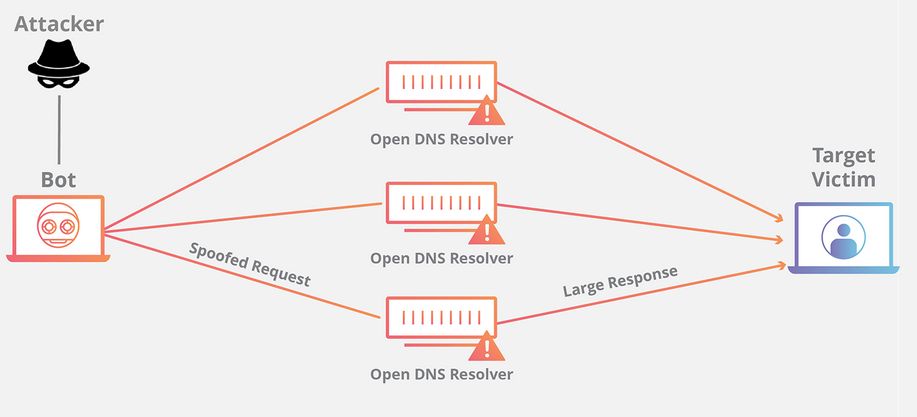 Attacker
Bot
Spoofed Request
Open DNS Resolver
Open DNS Resolver
Open DNS Resolver
Large Response
Target
Victim